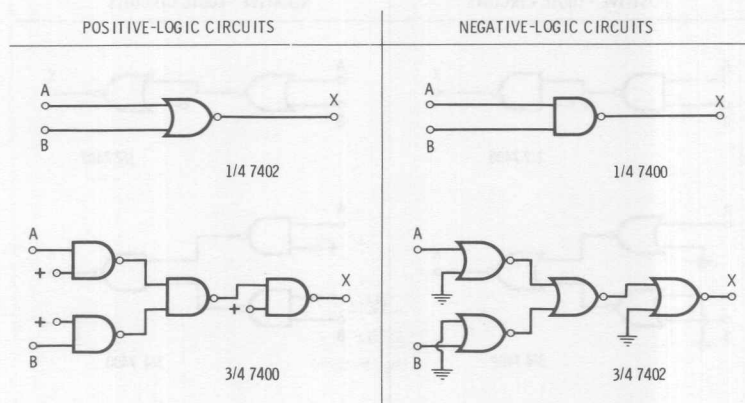 POSITIVE-LOGIC CIRCUITS
NEGATIVE-LOGIC CIRCUITS
A
X
B
1/4 7402
A
X
B
1/4 7400
A
+
X
+
+
B
3/4 7400
A
X
B
3/4 7402